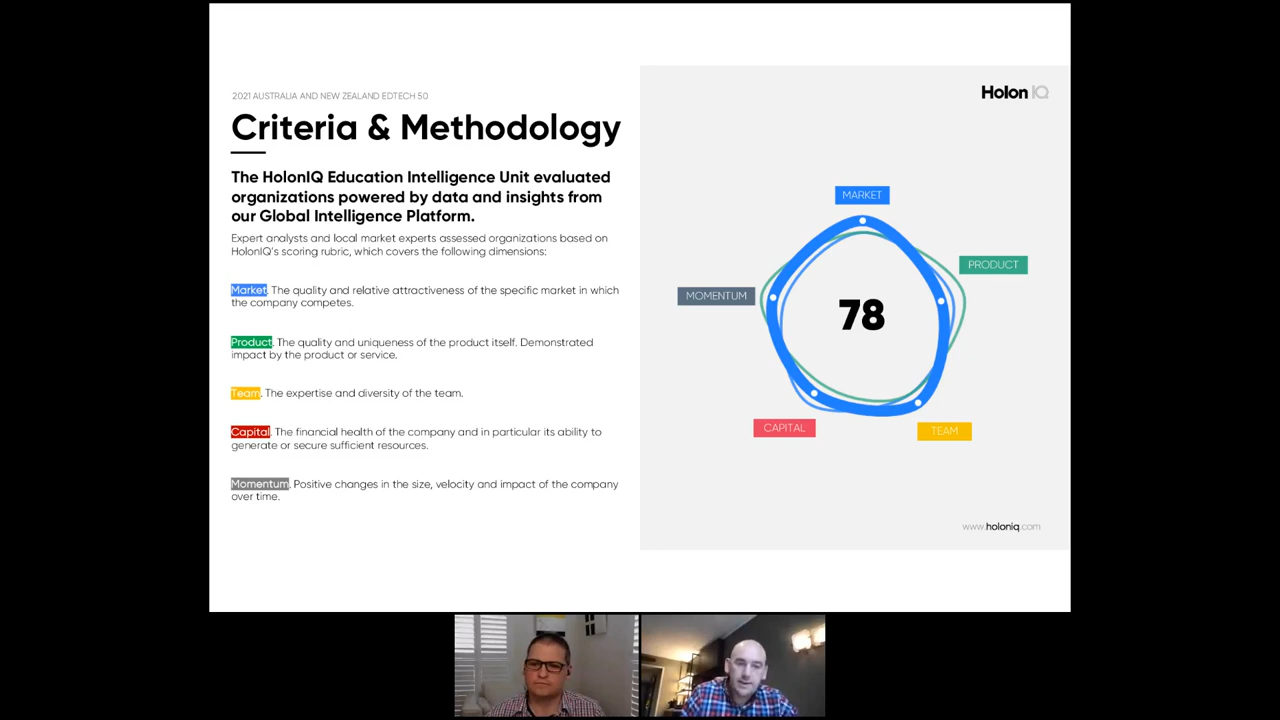 2021 AUSTRALIA AND NEW ZEALAND EDTECH 50
Criteria & Methodology
The HolonIQ Education Intelligence Unit evaluated
organizations powered by data and insights from
our Global Intelligence Platform.
Expert analysts and local market experts assessed organizations based on
HolonIQ's scoring rubric, which covers the following dimensions:
Market. The quality and relative attractiveness of the specific market in which
the company competes.
Product. The quality and uniqueness of the product itself. Demonstrated
impact by the product or service.
Team. The expertise and diversity of the team.
Capital. The financial health of the company and in particular its ability to
generate or secure sufficient resources.
Momentum. Positive changes in the size, velocity and impact of the company
over time.
Holon IQ
MARKET
PRODUCT
MOMENTUM
78
CAPITAL
TEAM
www.holoniq.com